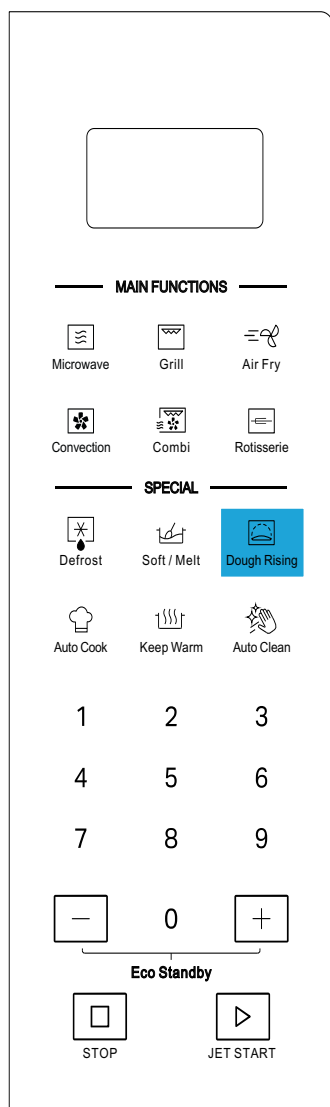 MAIN FUNCTIONS
Microwave Grill Air Fry
Convection Combi Rotisserie
SPECIAL
Defrost Soft / Melt Dough Rising
Auto Cook Keep Warm Auto Clean
1 2 3
4 5 6
7 8 9
− 0 +
Eco Standby
STOP JET START